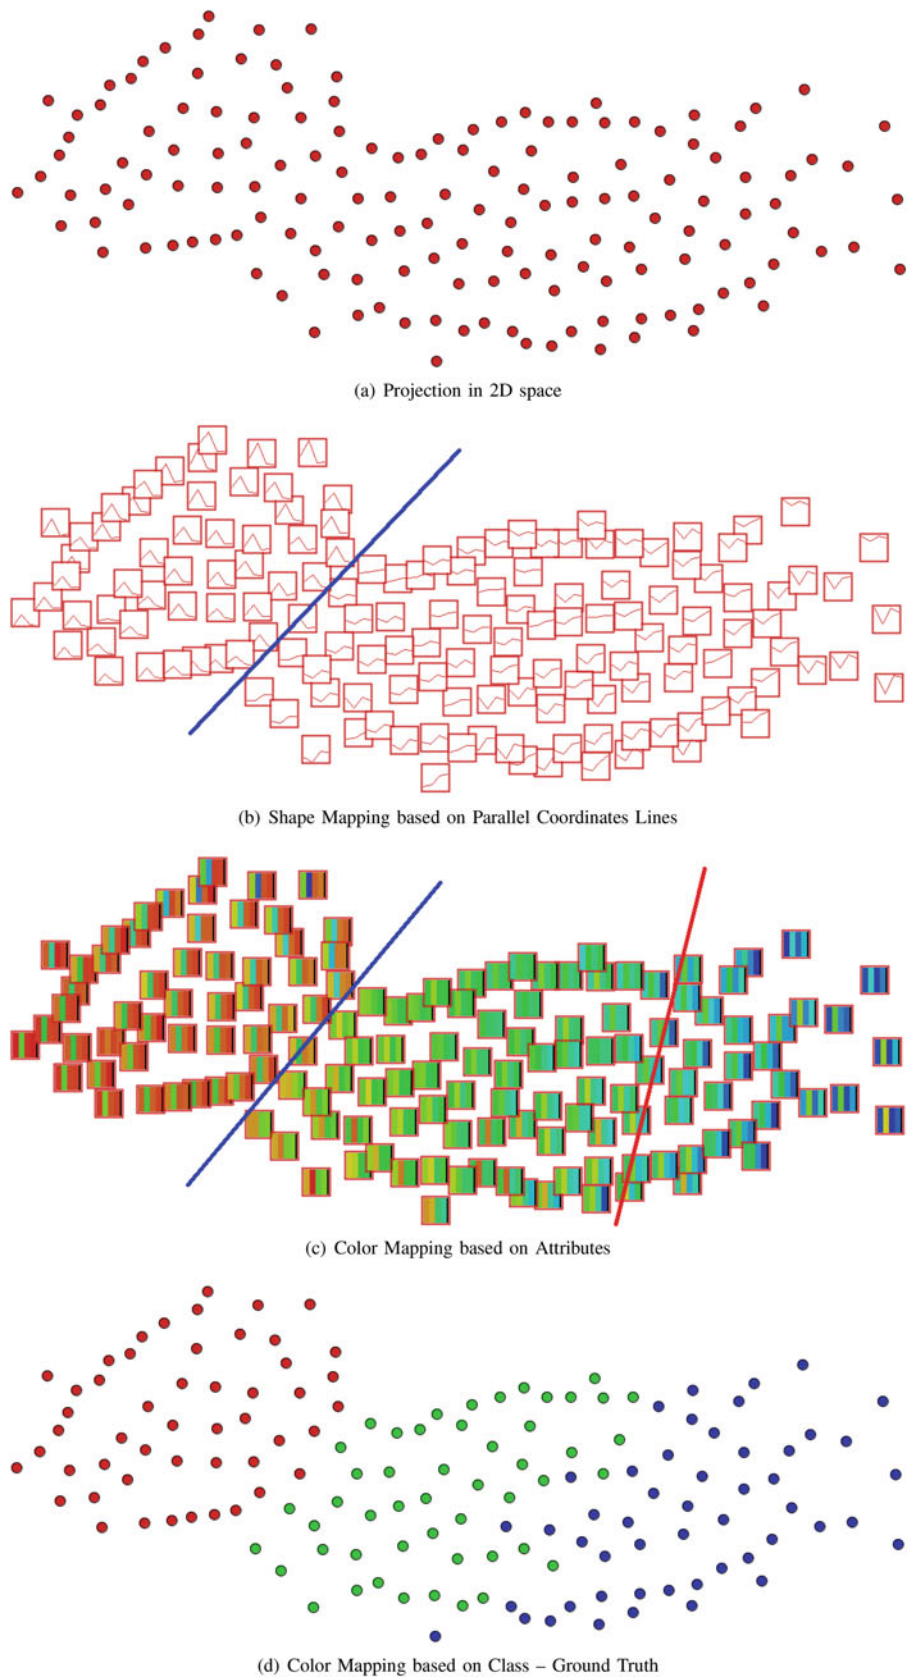 (a) Projection in 2D space
(b) Shape Mapping based on Parallel Coordinates Lines
(c) Color Mapping based on Attributes
(d) Color Mapping based on Class – Ground Truth